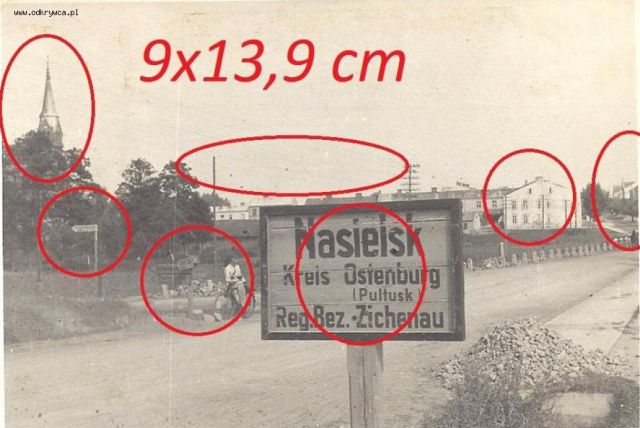 www.odkrywca.pl
9x13,9 cm
Nasielsk
Kreis Ostenburg
(Pultusk
Reg.Bez.-Zichenau